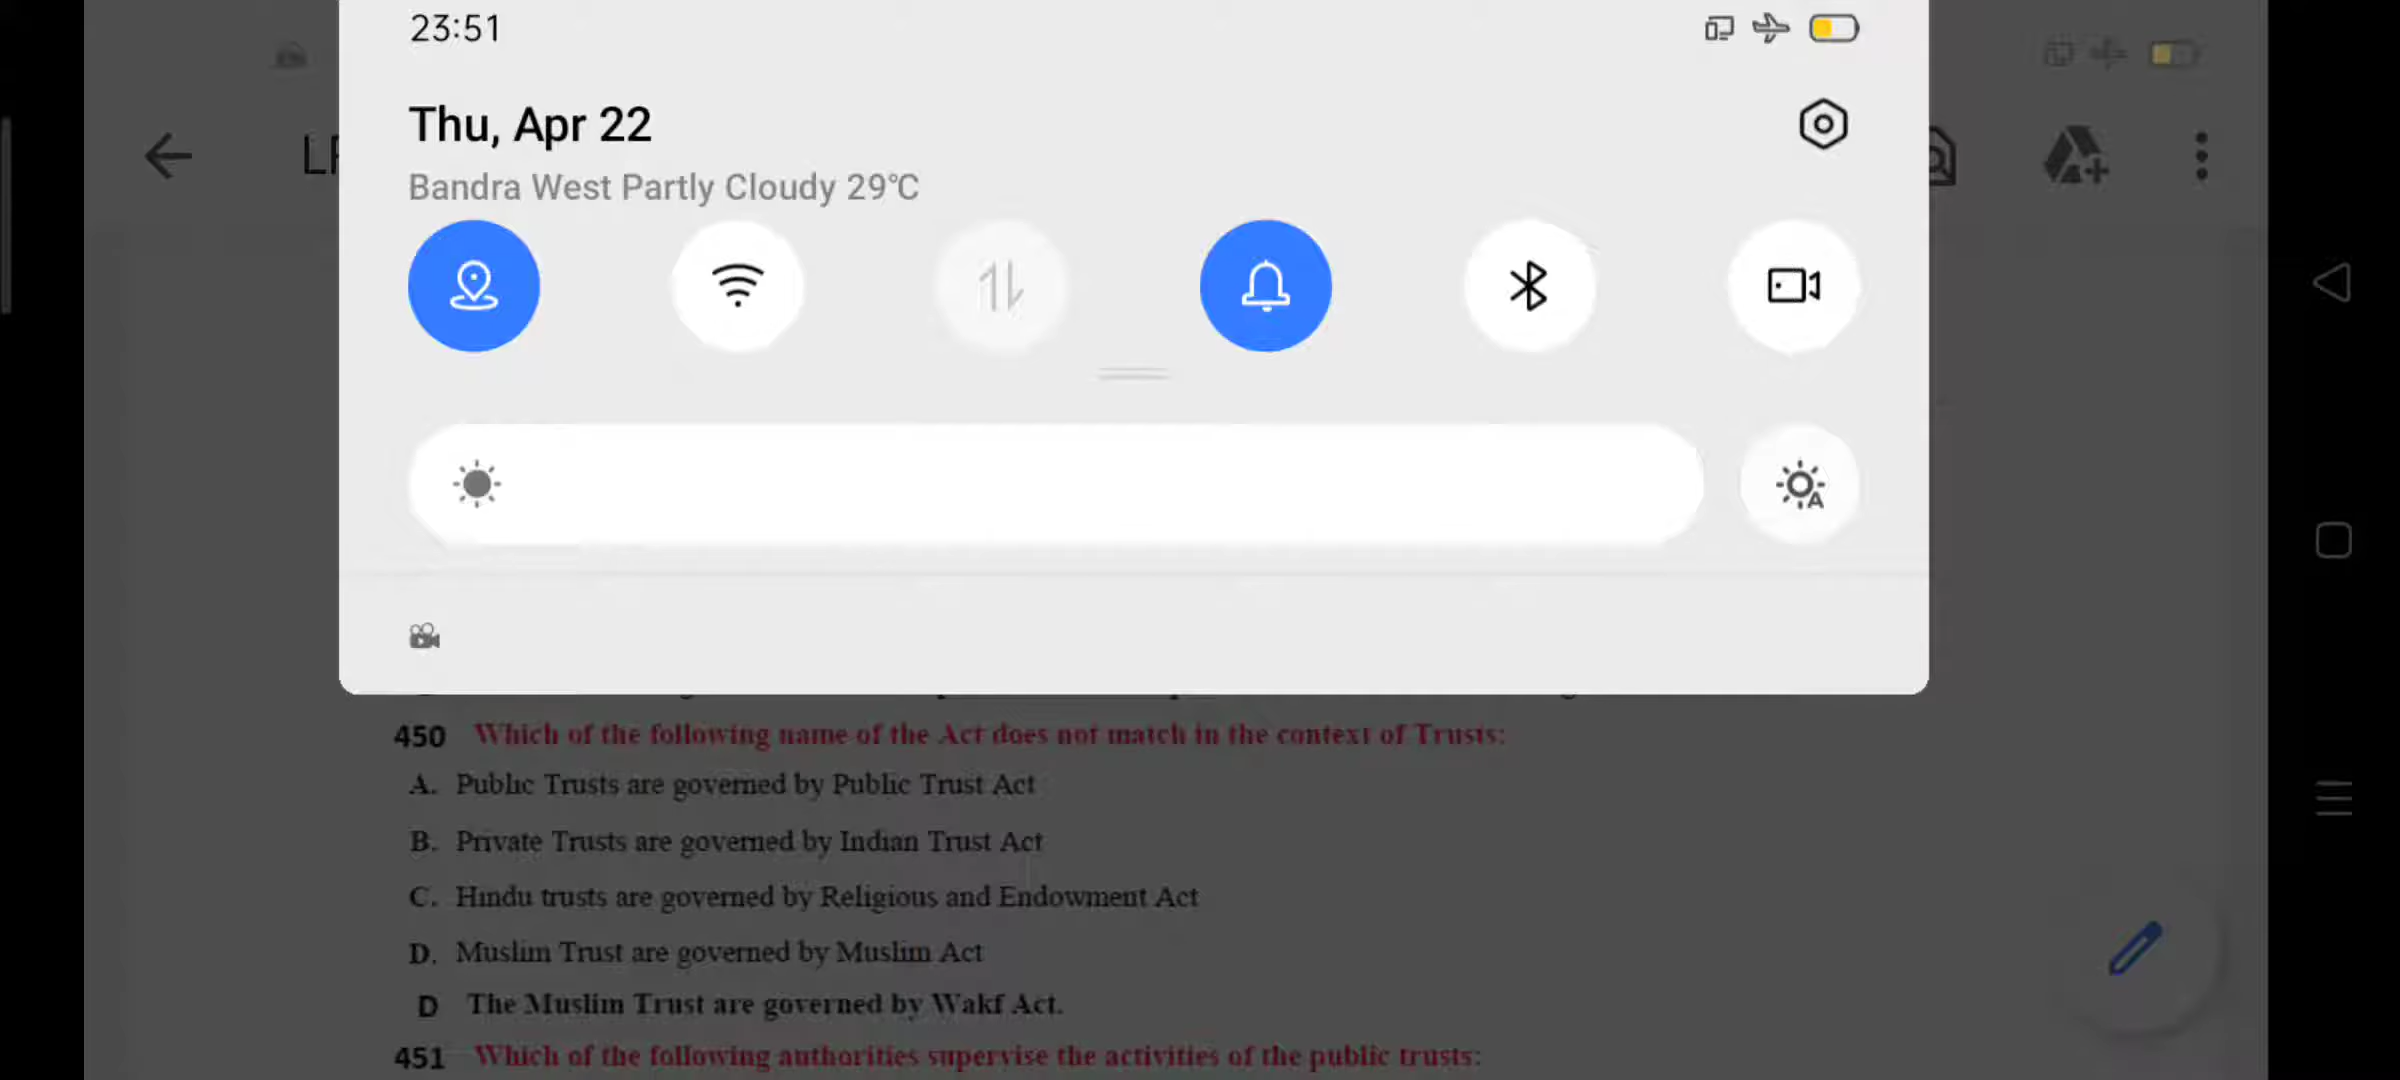 23:51
Thu, Apr 22
Bandra West Partly Cloudy 29°C
450 Which of the following name of the Act does not match in the context of Trusts:
A. Public Trusts are governed by Public Trust Act
B. Private Trusts are governed by Indian Trust Act
C. Hindu trusts are governed by Religious and Endowment Act
D. Muslim Trust are governed by Muslim Act
D The Muslim Trust are governed by Wakf Act.
451 Which of the following authorities supervise the activities of the public trusts: